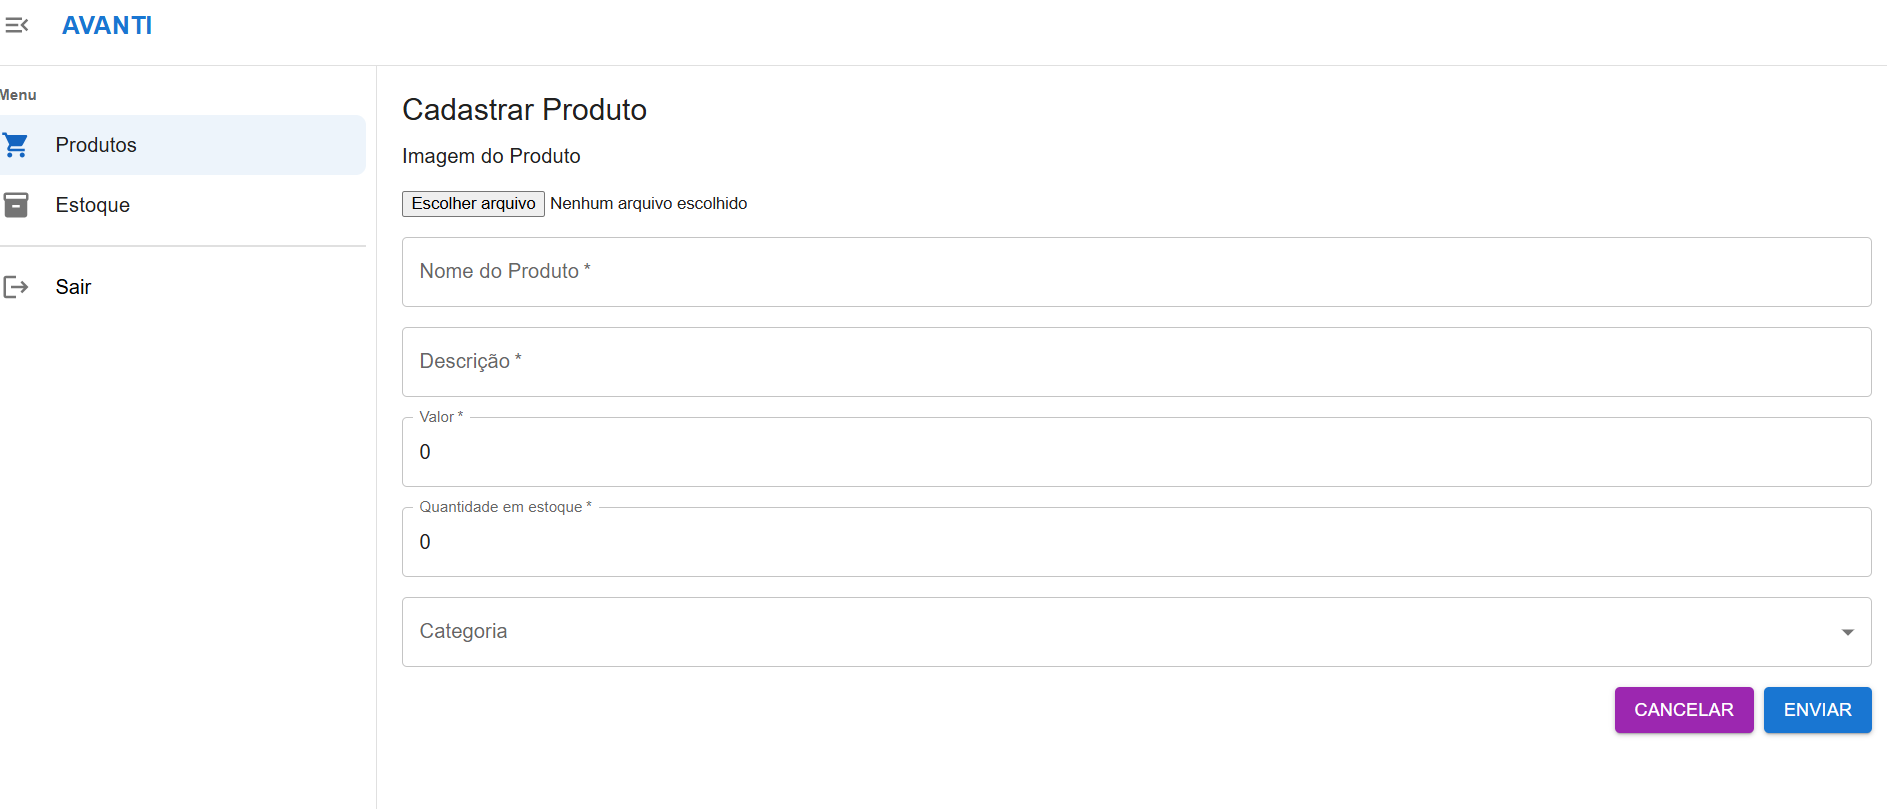 AVANTI
Menu
Produtos
Estoque
Sair
Cadastrar Produto
Imagem do Produto
Escolher arquivo Nenhum arquivo escolhido
Nome do Produto *
Descrição *
Valor *
0
Quantidade em estoque *
0
Categoria
CANCELAR ENVIAR